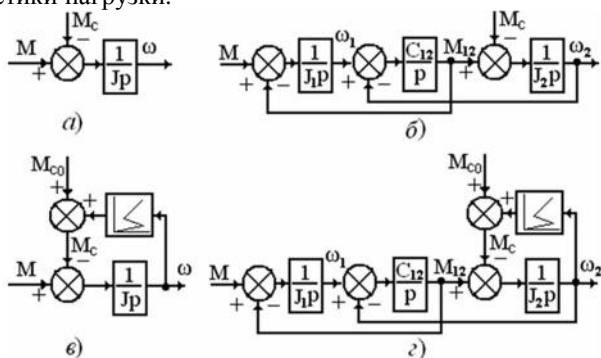 стики нагрузки.
M_C
M
+
−
1
Jp
ω
а)
M
+
−
1
J₁p
ω₁
+
−
C₁₂
p
M₁₂
+
M_C
−
1
J₂p
ω₂
б)
M_C0
+
+
M_C
−
M
+
1
Jp
ω
в)
M_C0
+
+
M_C
−
M
+
−
1
J₁p
ω₁
+
−
C₁₂
p
M₁₂
+
1
J₂p
ω₂
г)